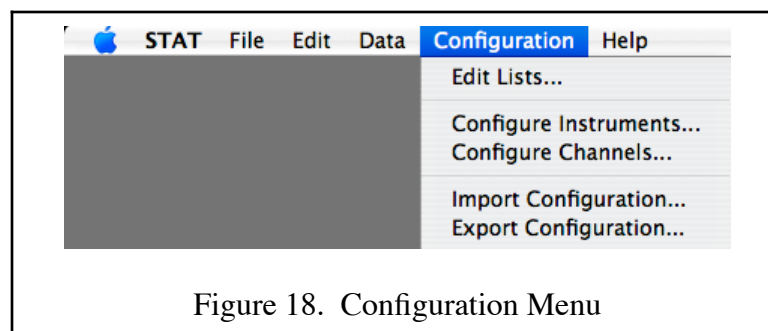 STAT File Edit Data Configuration Help
Edit Lists...
Configure Instruments...
Configure Channels...
Import Configuration...
Export Configuration...
Figure 18. Configuration Menu